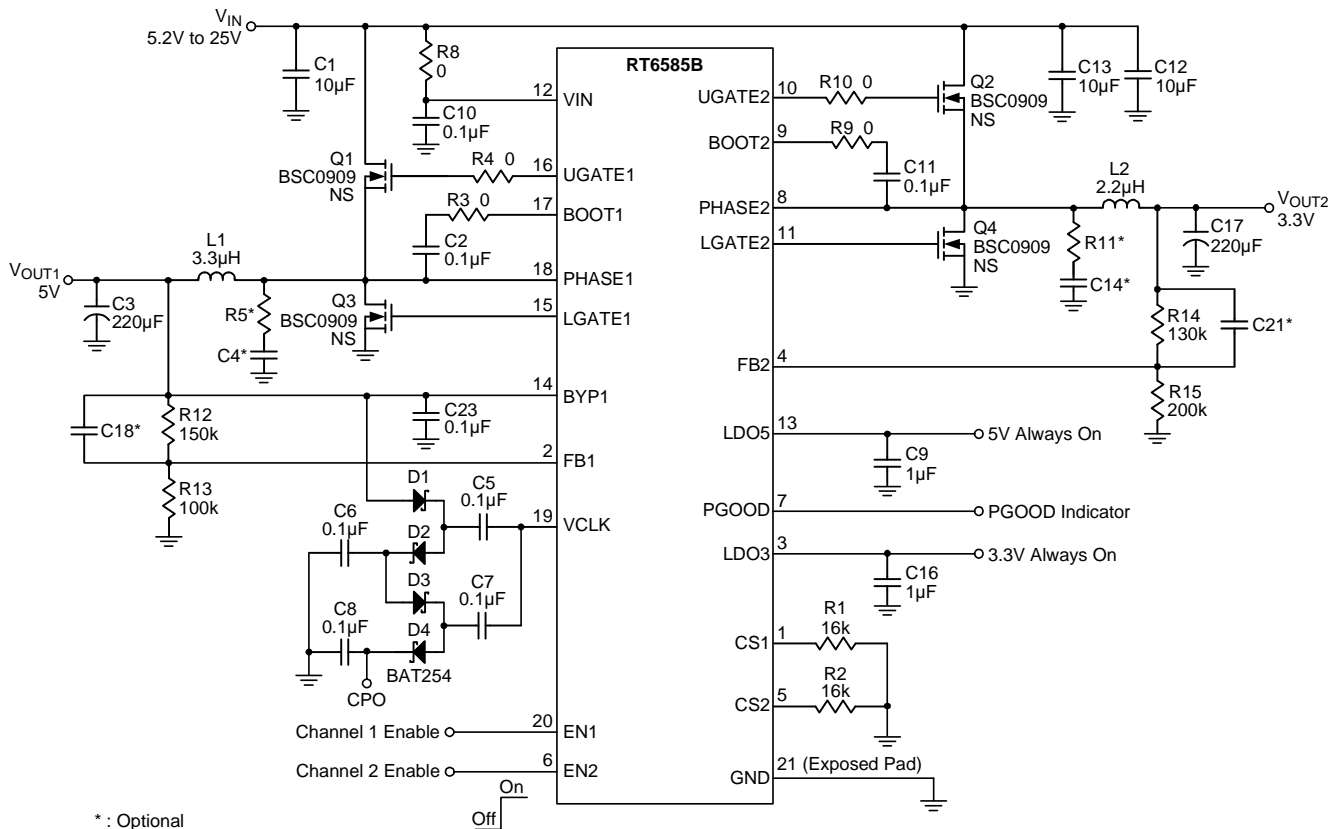 V_IN
5.2V to 25V
C1
10µF
R8
0
C10
0.1µF
12
VIN
RT6585B
UGATE2
10
R10 0
Q2
BSC0909
NS
C13
10µF
C12
10µF
BOOT2
9
R9 0
C11
0.1µF
Q1
BSC0909
NS
R4 0
16
UGATE1
R3 0
17
BOOT1
C2
0.1µF
PHASE2
8
L2
2.2µH
V_OUT2
3.3V
LGATE2
11
Q4
BSC0909
NS
R11*
C14*
C17
220µF
V_OUT1
5V
L1
3.3µH
18
PHASE1
C3
220µF
R5*
C4*
Q3
BSC0909
NS
15
LGATE1
R14
130k
C21*
FB2
4
R15
200k
14
BYP1
C18*
R12
150k
C23
0.1µF
2
FB1
R13
100k
LDO5
13
5V Always On
C9
1µF
D1
C5
0.1µF
19
VCLK
C6
0.1µF
D2
D3
C7
0.1µF
C8
0.1µF
D4
BAT254
CPO
PGOOD
7
PGOOD Indicator
LDO3
3
3.3V Always On
C16
1µF
CS1
1
R1
16k
CS2
5
R2
16k
Channel 1 Enable
20
EN1
Channel 2 Enable
6
EN2
GND
21 (Exposed Pad)
On
Off
* : Optional